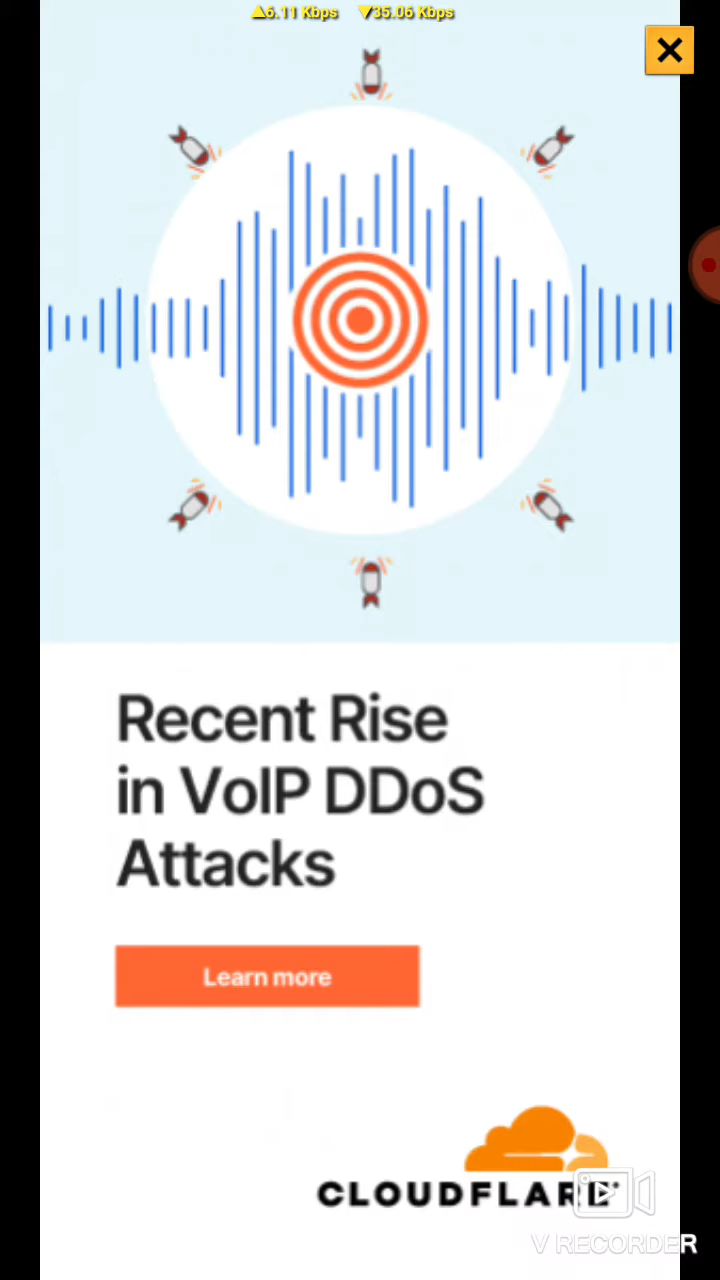 ▲6.11 Kbps ▼35.06 Kbps
Recent Rise
in VoIP DDoS
Attacks
Learn more
CLOUDFLARE
V RECORDER